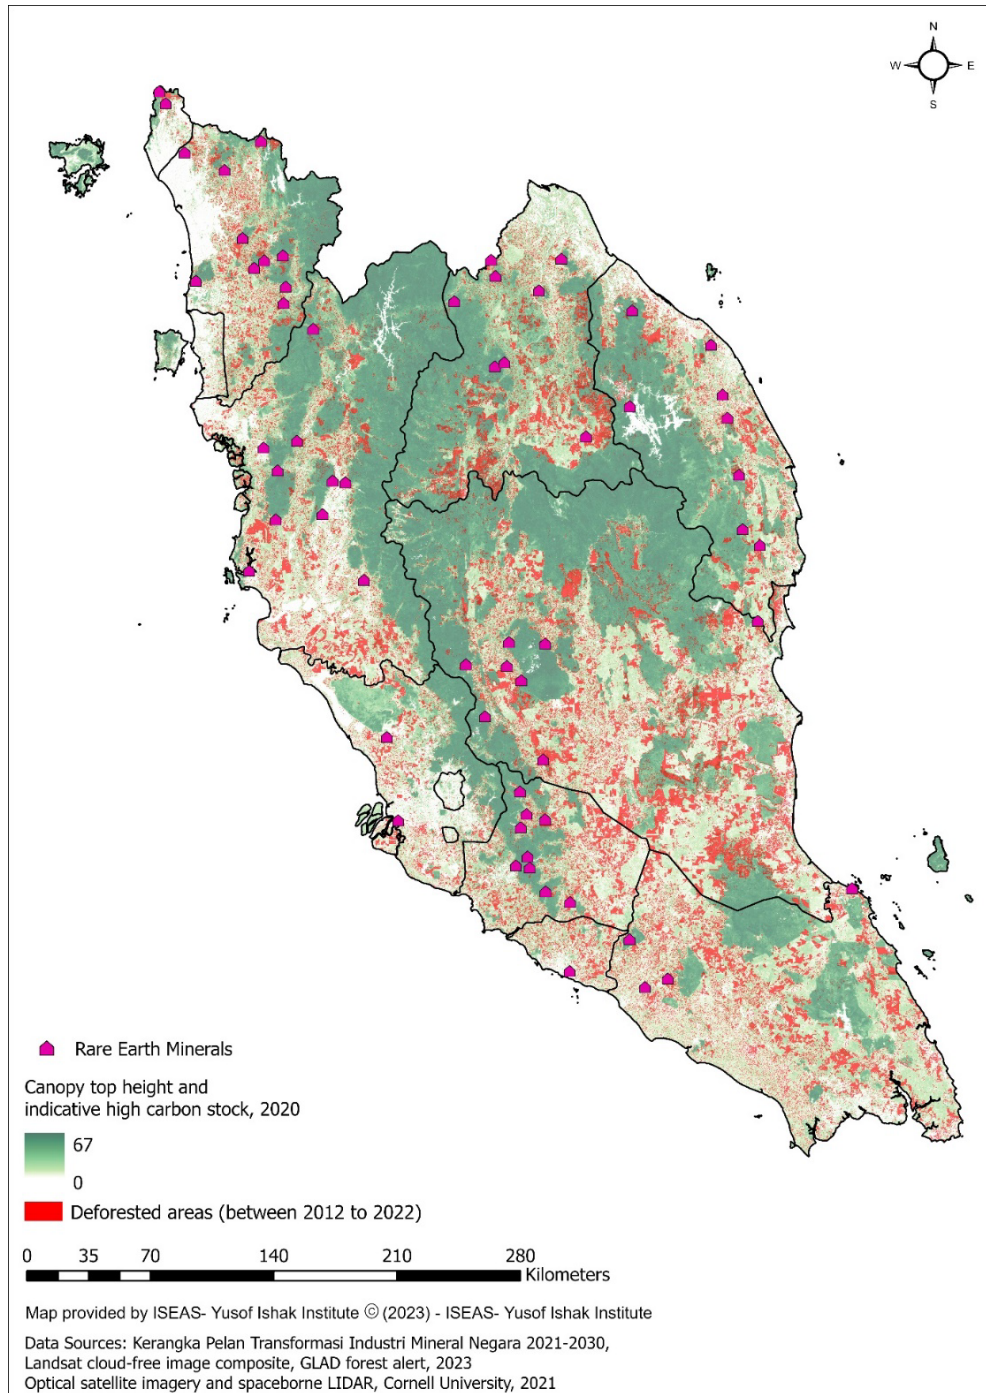 N
W E
S
Rare Earth Minerals
Canopy top height and
indicative high carbon stock, 2020
67
0
Deforested areas (between 2012 to 2022)
0 35 70 140 210 280
Kilometers
Map provided by ISEAS- Yusof Ishak Institute © (2023) - ISEAS- Yusof Ishak Institute
Data Sources: Kerangka Pelan Transformasi Industri Mineral Negara 2021-2030,
Landsat cloud-free image composite, GLAD forest alert, 2023
Optical satellite imagery and spaceborne LIDAR, Cornell University, 2021